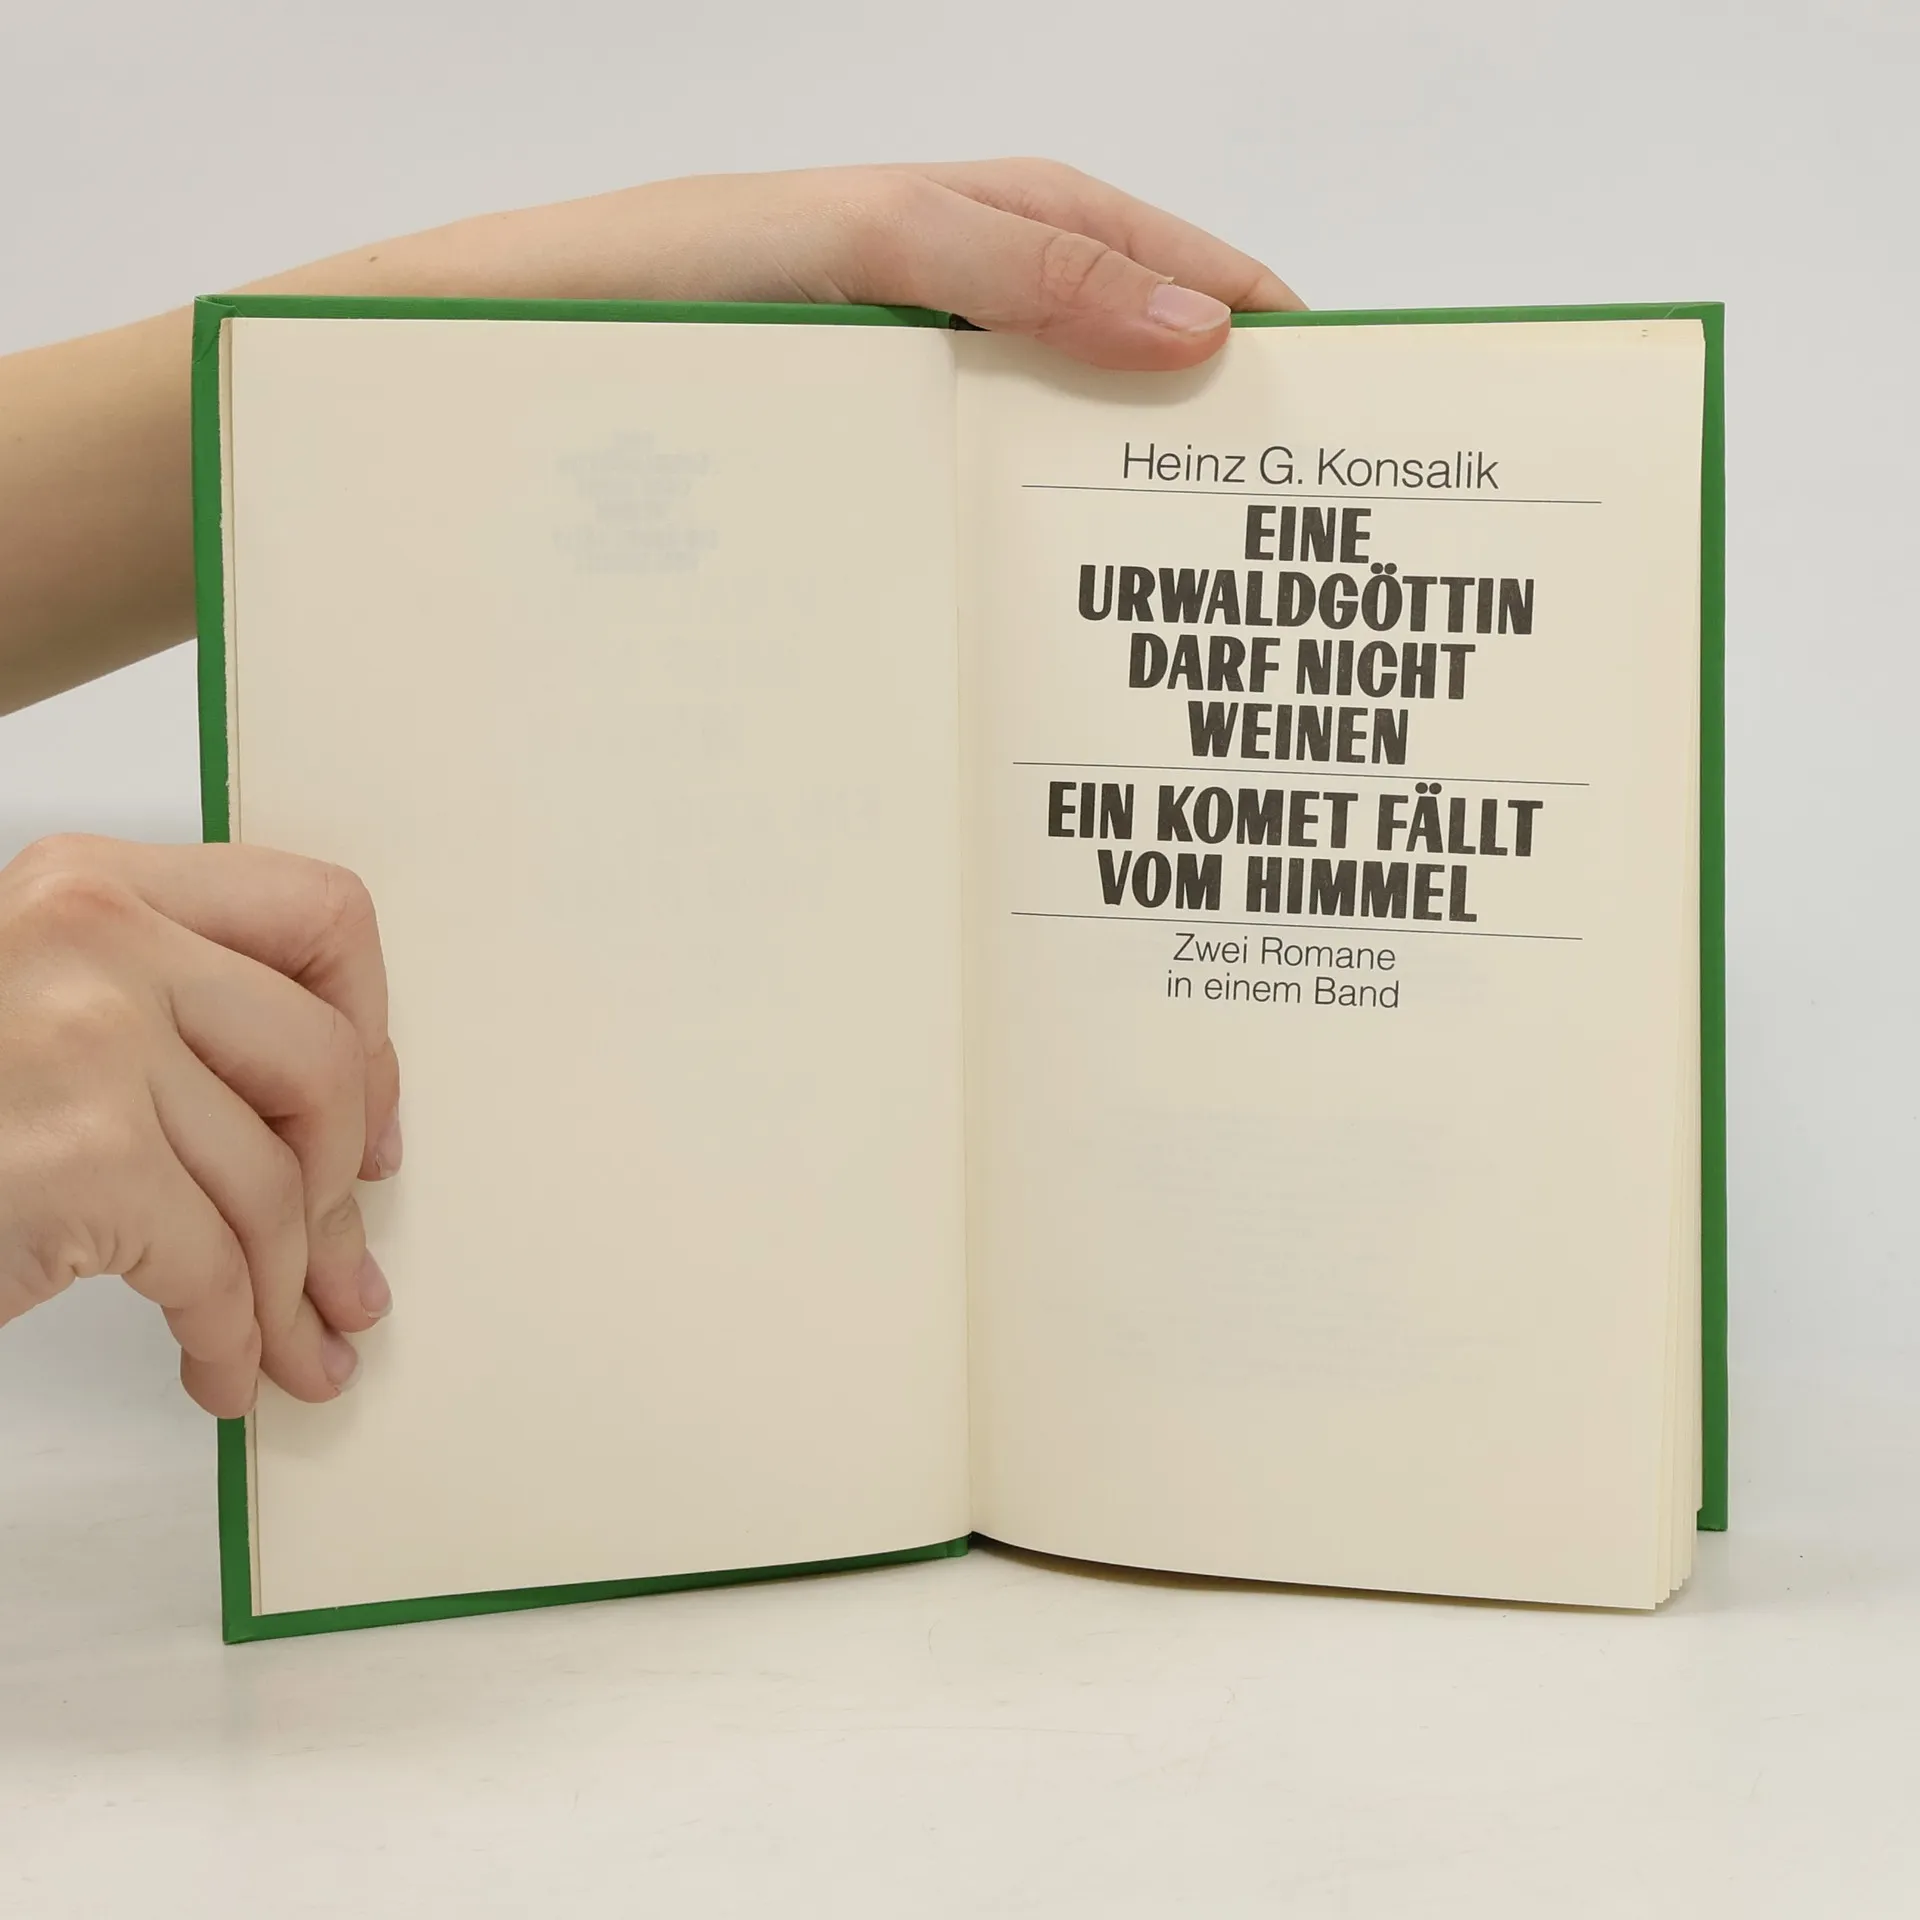 Heinz G. Konsalik
EINE
URWALDGÖTTIN
DARF NICHT
WEINEN
EIN KOMET FÄLLT
VOM HIMMEL
Zwei Romane
in einem Band